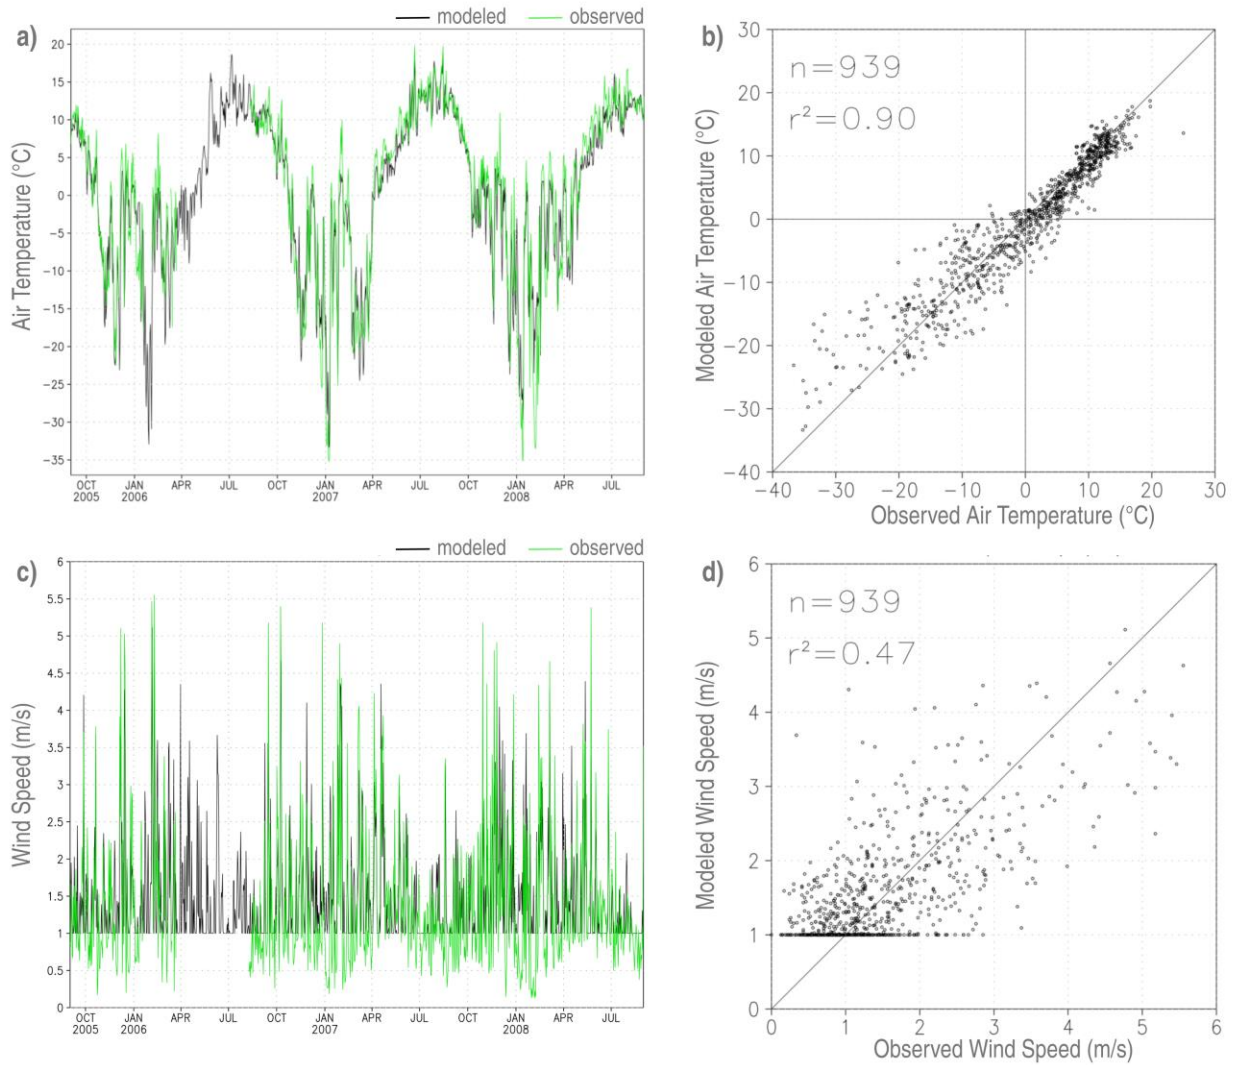 modeled observed
a)
20
15
10
5
0
−5
−10
−15
−20
−25
−30
−35
Air Temperature (°C)
OCT JAN APR JUL OCT JAN APR JUL OCT JAN APR JUL
2005 2006 2007 2008
b)
n=939
r²=0.90
30
20
10
0
−10
−20
−30
−40
Modeled Air Temperature (°C)
−40 −30 −20 −10 0 10 20 30
Observed Air Temperature (°C)
modeled observed
c)
6
5.5
5
4.5
4
3.5
3
2.5
2
1.5
1
0.5
0
Wind Speed (m/s)
OCT JAN APR JUL OCT JAN APR JUL OCT JAN APR JUL
2005 2006 2007 2008
d)
n=939
r²=0.47
6
5
4
3
2
1
0
Modeled Wind Speed (m/s)
0 1 2 3 4 5 6
Observed Wind Speed (m/s)